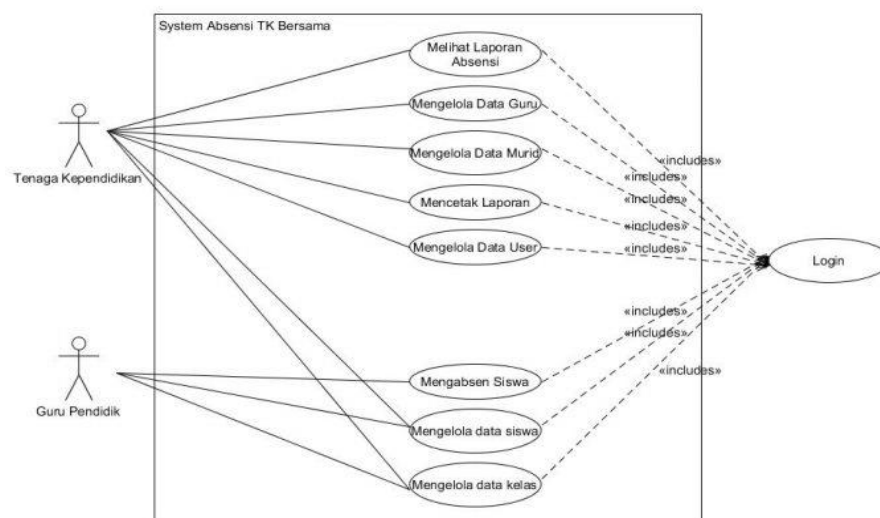 System Absensi TK Bersama
Melihat Laporan
Absensi
Mengelola Data Guru
Mengelola Data Murid
Mencetak Laporan
Mengelola Data User
Tenaga Kependidikan
«includes»
«includes»
«includes»
«includes»
«includes»
Login
«includes»
«includes»
«includes»
Mengabsen Siswa
Mengelola data siswa
Mengelola data kelas
Guru Pendidik